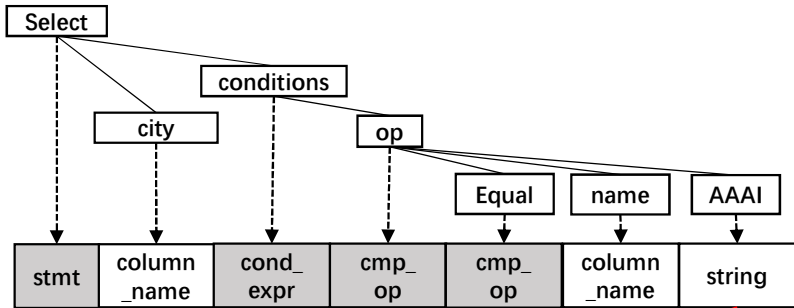 Select
conditions
city
op
Equal
name
AAAI
stmt
column
_name
cond_
expr
cmp_
op
cmp_
op
column
_name
string